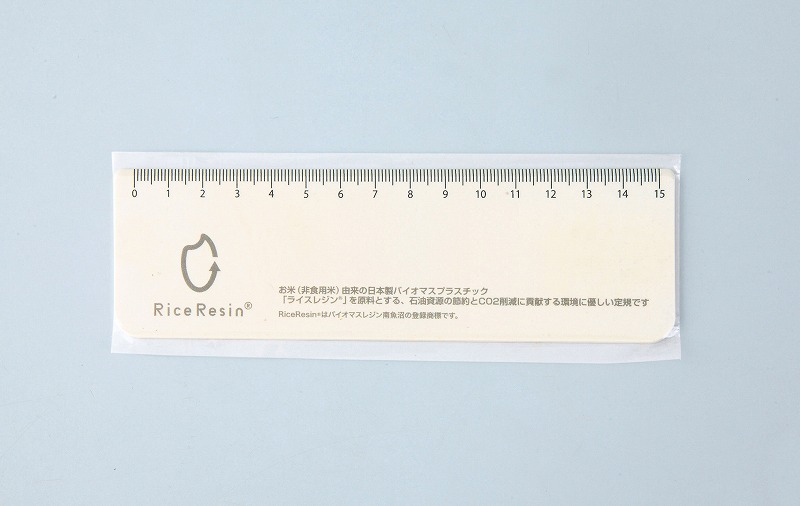 0 1 2 3 4 5 6 7 8 9 10 11 12 13 14 15
RiceResin®
お米（非食用米）由来の日本製バイオマスプラスチック
「ライスレジン®」を原料とする、石油資源の節約とCO2削減に貢献する環境に優しい定規です
RiceResin®はバイオマスレジン南魚沼の登録商標です。